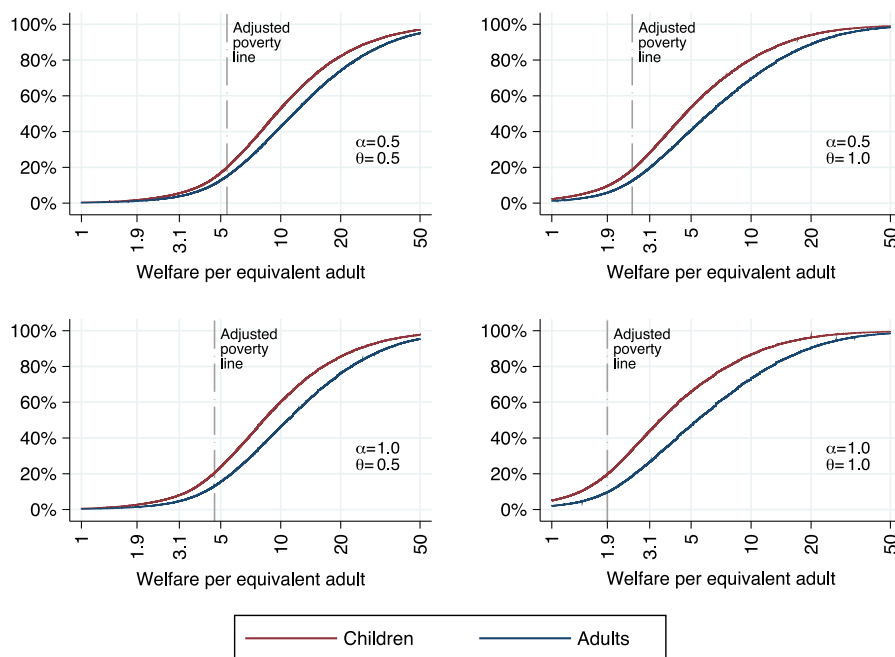 100%
80%
60%
40%
20%
0%
Adjusted
poverty
line
α=0.5
θ=0.5
1
1.9
3.1
5
10
20
50
Welfare per equivalent adult
100%
80%
60%
40%
20%
0%
Adjusted
poverty
line
α=0.5
θ=1.0
1
1.9
3.1
5
10
20
50
Welfare per equivalent adult
100%
80%
60%
40%
20%
0%
Adjusted
poverty
line
α=1.0
θ=0.5
1
1.9
3.1
5
10
20
50
Welfare per equivalent adult
100%
80%
60%
40%
20%
0%
Adjusted
poverty
line
α=1.0
θ=1.0
1
1.9
3.1
5
10
20
50
Welfare per equivalent adult
Children Adults